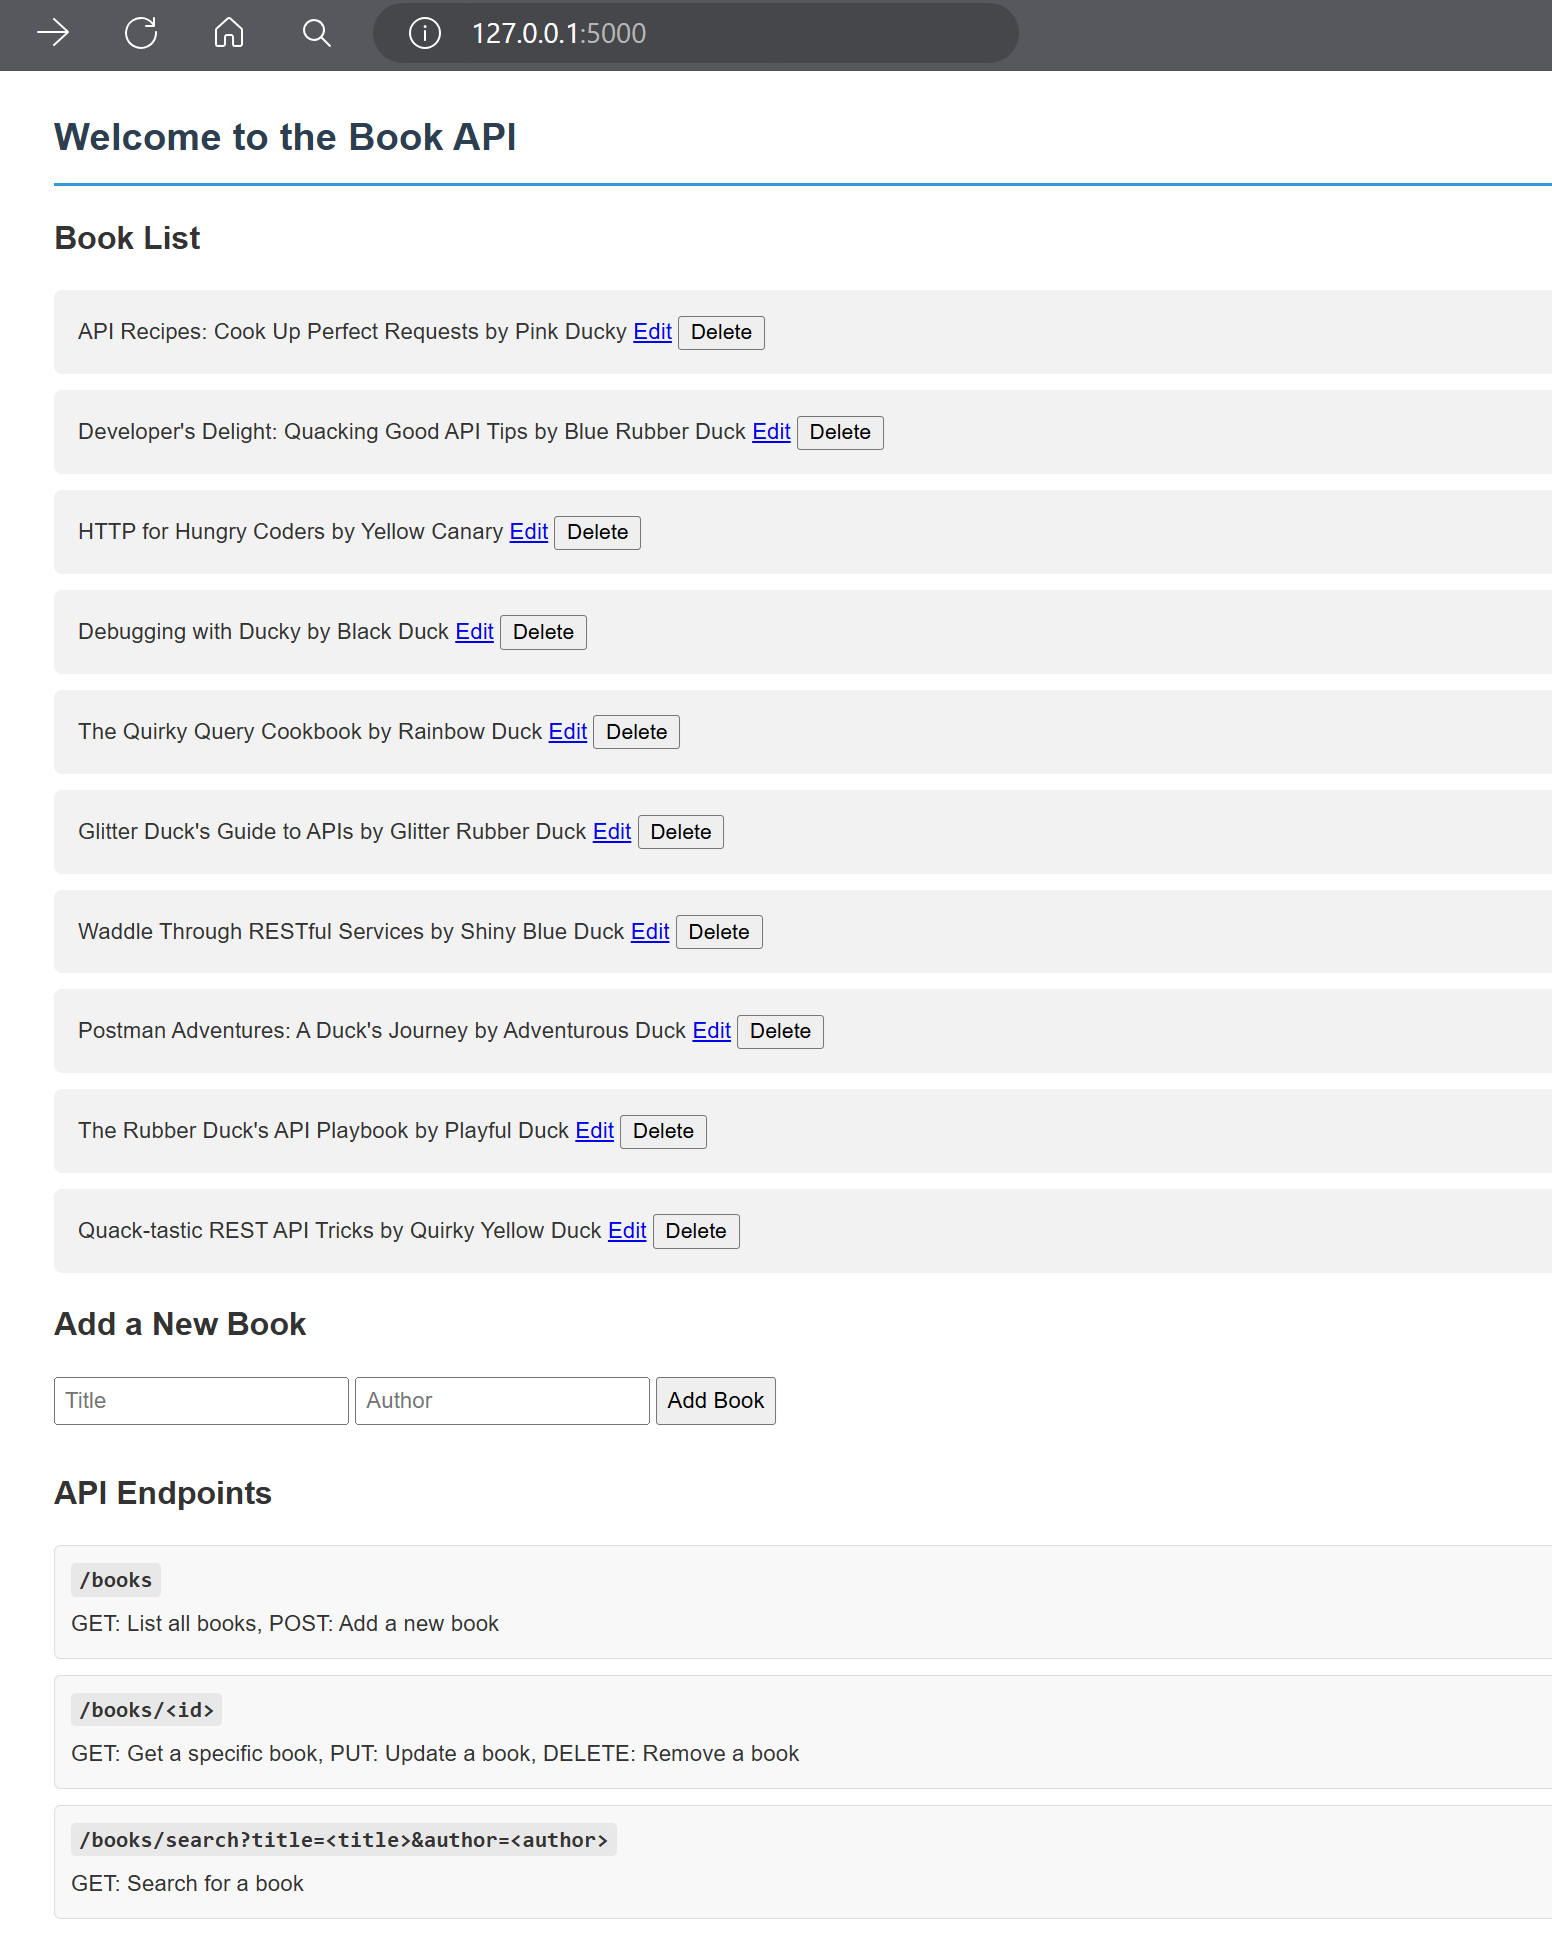 127.0.0.1:5000
Welcome to the Book API
Book List
API Recipes: Cook Up Perfect Requests by Pink Ducky Edit Delete
Developer's Delight: Quacking Good API Tips by Blue Rubber Duck Edit Delete
HTTP for Hungry Coders by Yellow Canary Edit Delete
Debugging with Ducky by Black Duck Edit Delete
The Quirky Query Cookbook by Rainbow Duck Edit Delete
Glitter Duck's Guide to APIs by Glitter Rubber Duck Edit Delete
Waddle Through RESTful Services by Shiny Blue Duck Edit Delete
Postman Adventures: A Duck's Journey by Adventurous Duck Edit Delete
The Rubber Duck's API Playbook by Playful Duck Edit Delete
Quack-tastic REST API Tricks by Quirky Yellow Duck Edit Delete
Add a New Book
Title Author Add Book
API Endpoints
/books
GET: List all books, POST: Add a new book
/books/<id>
GET: Get a specific book, PUT: Update a book, DELETE: Remove a book
/books/search?title=<title>&author=<author>
GET: Search for a book